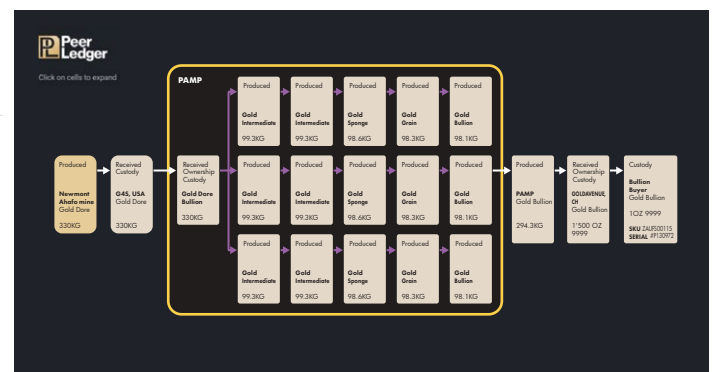 Peer
Ledger
Click on cells to expand
PAMP
Produced
Gold
Intermediate
99.3KG
Produced
Gold
Intermediate
99.3KG
Produced
Gold
Sponge
98.6KG
Produced
Gold
Grain
98.3KG
Produced
Gold
Bullion
98.1KG
Produced
Newmont
Ahafo mine
Gold Dore
330KG
Received
Custody
G4S, USA
Gold Dore
330KG
Received
Ownership
Custody
Gold Dore
Bullion
330KG
Produced
Gold
Intermediate
99.3KG
Produced
Gold
Intermediate
99.3KG
Produced
Gold
Sponge
98.6KG
Produced
Gold
Grain
98.3KG
Produced
Gold
Bullion
98.1KG
Produced
PAMP
Gold Bullion
294.3KG
Received
Ownership
Custody
GOLDAVENUE,
CH
Gold Bullion
1'500 OZ
9999
Custody
Bullion
Buyer
Gold Bullion
1OZ 9999
SKU ZAUFS00115
SERIAL #P130972
Produced
Gold
Intermediate
99.3KG
Produced
Gold
Intermediate
99.3KG
Produced
Gold
Sponge
98.6KG
Produced
Gold
Grain
98.3KG
Produced
Gold
Bullion
98.1KG